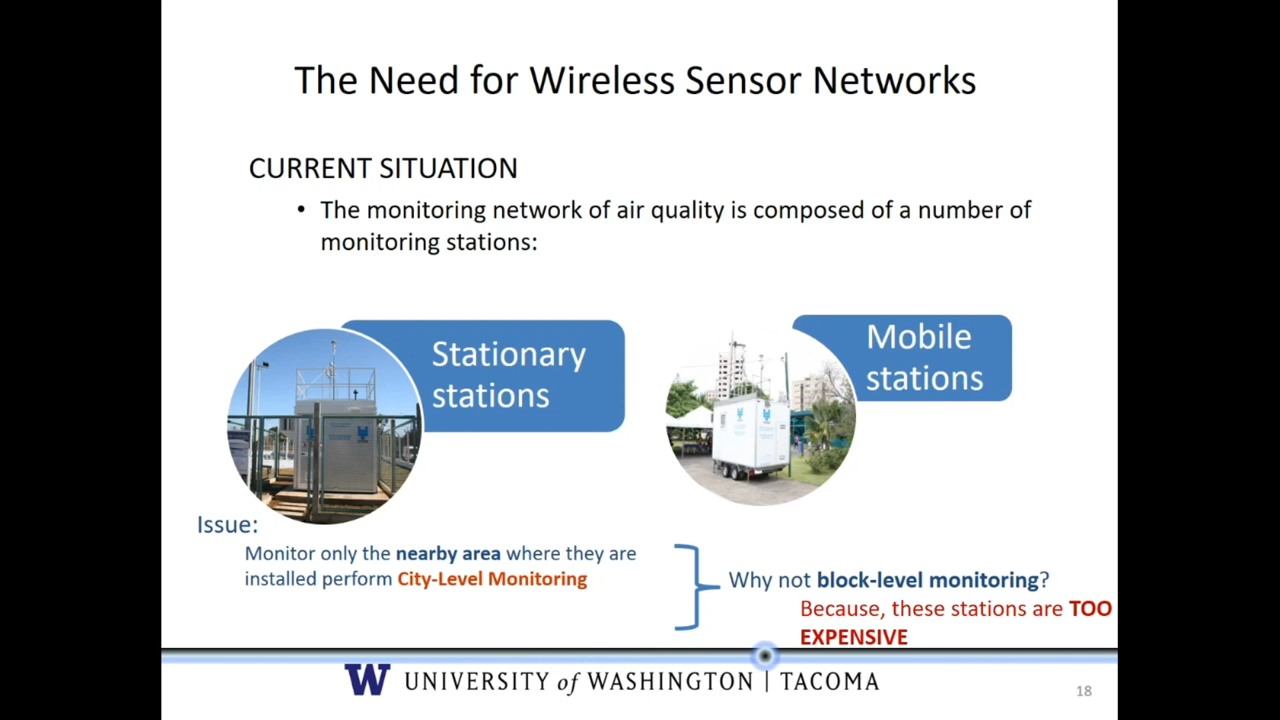 The Need for Wireless Sensor Networks
CURRENT SITUATION
• The monitoring network of air quality is composed of a number of
monitoring stations:
Stationary
stations
Mobile
stations
Issue:
Monitor only the nearby area where they are
installed perform City-Level Monitoring
Why not block-level monitoring?
Because, these stations are TOO
EXPENSIVE
W UNIVERSITY of WASHINGTON | TACOMA
18